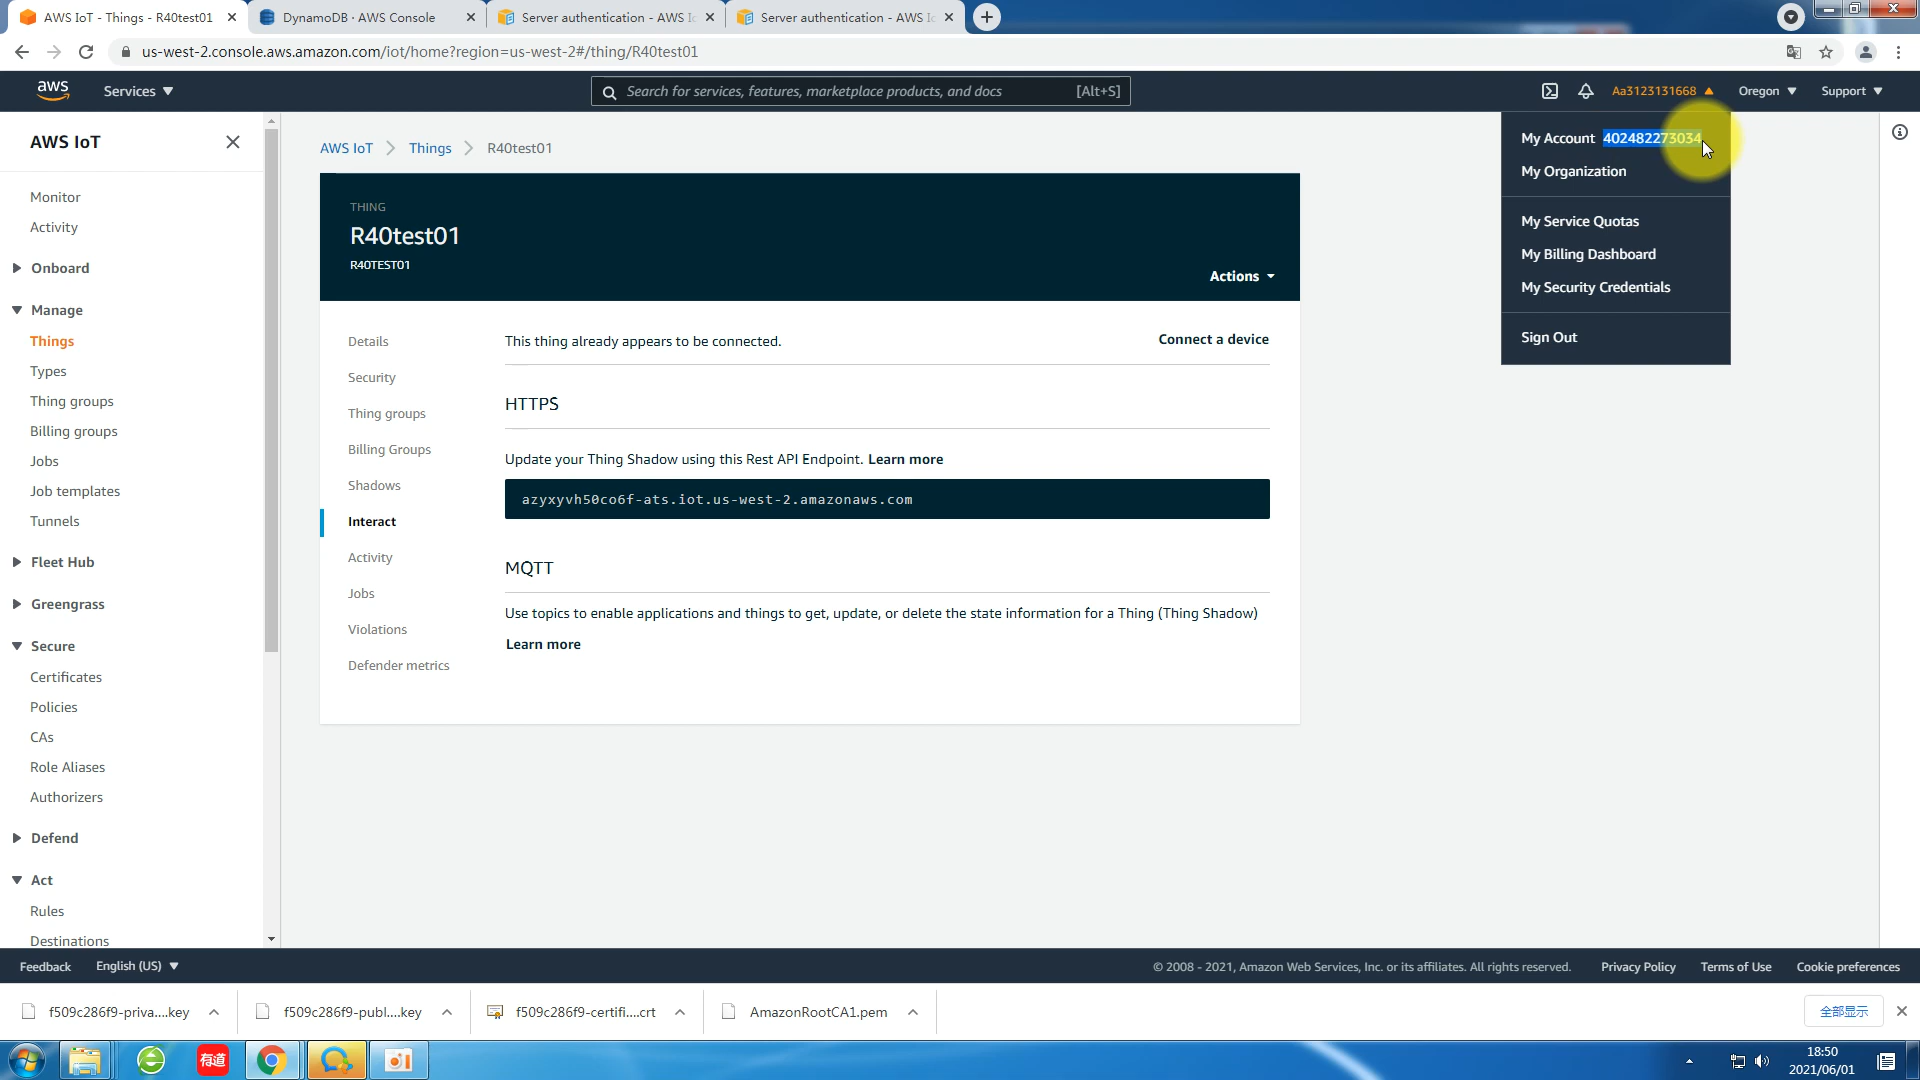 AWS IoT - Things - R40test01
DynamoDB · AWS Console
Server authentication - AWS Io
Server authentication - AWS Io
us-west-2.console.aws.amazon.com/iot/home?region=us-west-2#/thing/R40test01
aws
Services
Search for services, features, marketplace products, and docs
[Alt+S]
Aa3123131668
Oregon
Support
AWS IoT
Monitor
Activity
Onboard
Manage
Things
Types
Thing groups
Billing groups
Jobs
Job templates
Tunnels
Fleet Hub
Greengrass
Secure
Certificates
Policies
CAs
Role Aliases
Authorizers
Defend
Act
Rules
Destinations
AWS IoT
Things
R40test01
THING
R40test01
R40TEST01
Actions
Details
Security
Thing groups
Billing Groups
Shadows
Interact
Activity
Jobs
Violations
Defender metrics
This thing already appears to be connected.
Connect a device
HTTPS
Update your Thing Shadow using this Rest API Endpoint. Learn more
azyxyvh50co6f-ats.iot.us-west-2.amazonaws.com
MQTT
Use topics to enable applications and things to get, update, or delete the state information for a Thing (Thing Shadow)
Learn more
My Account 402482273034
My Organization
My Service Quotas
My Billing Dashboard
My Security Credentials
Sign Out
Feedback
English (US)
© 2008 - 2021, Amazon Web Services, Inc. or its affiliates. All rights reserved.
Privacy Policy
Terms of Use
Cookie preferences
f509c286f9-priva....key
f509c286f9-publ....key
f509c286f9-certifi....crt
AmazonRootCA1.pem
全部显示
有道
18:50
2021/06/01